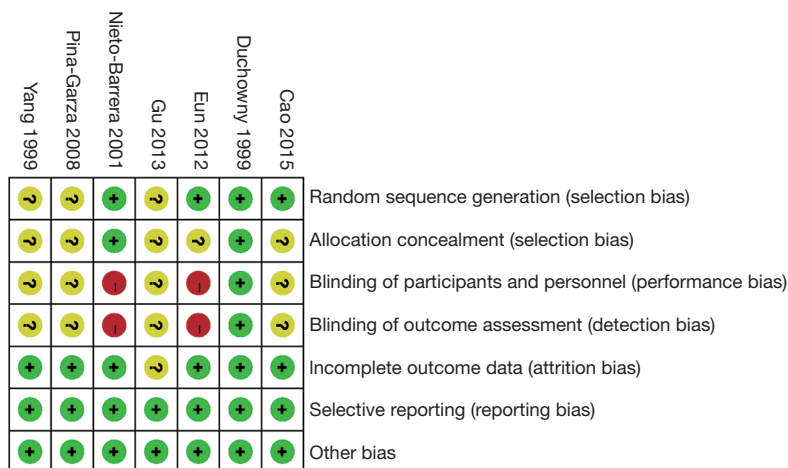 Yang 1999
Pina-Garza 2008
Nieto-Barrera 2001
Gu 2013
Eun 2012
Duchowny 1999
Cao 2015
? ? + ? + + + Random sequence generation (selection bias)
? ? + ? ? + ? Allocation concealment (selection bias)
? ? – ? – + ? Blinding of participants and personnel (performance bias)
? ? – ? – + ? Blinding of outcome assessment (detection bias)
+ + + ? + + + Incomplete outcome data (attrition bias)
+ + + + + + + Selective reporting (reporting bias)
+ + + + + + + Other bias